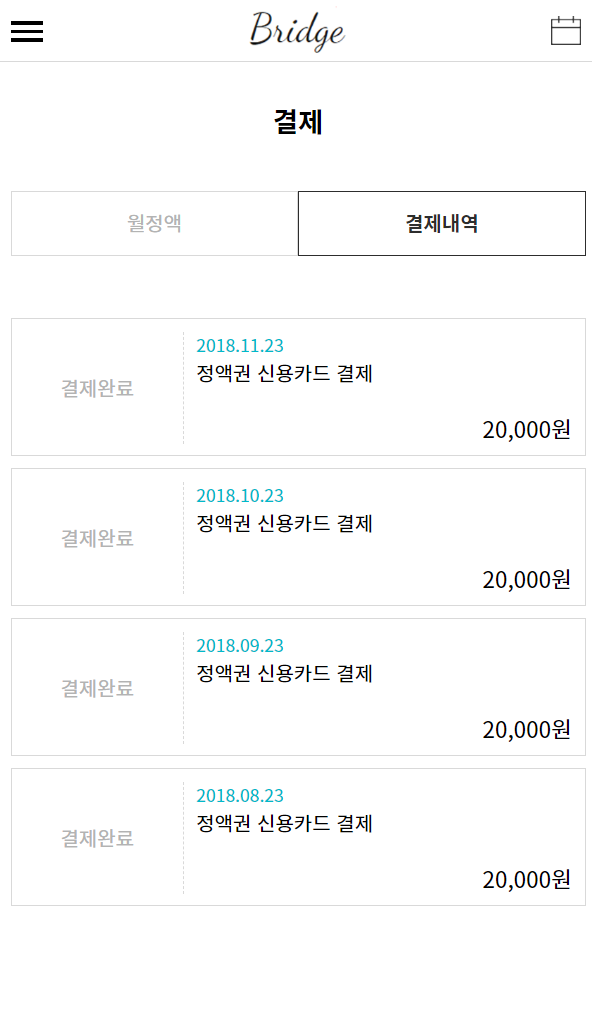 Bridge
결제
월정액
결제내역
결제완료
2018.11.23
정액권 신용카드 결제
20,000원
결제완료
2018.10.23
정액권 신용카드 결제
20,000원
결제완료
2018.09.23
정액권 신용카드 결제
20,000원
결제완료
2018.08.23
정액권 신용카드 결제
20,000원